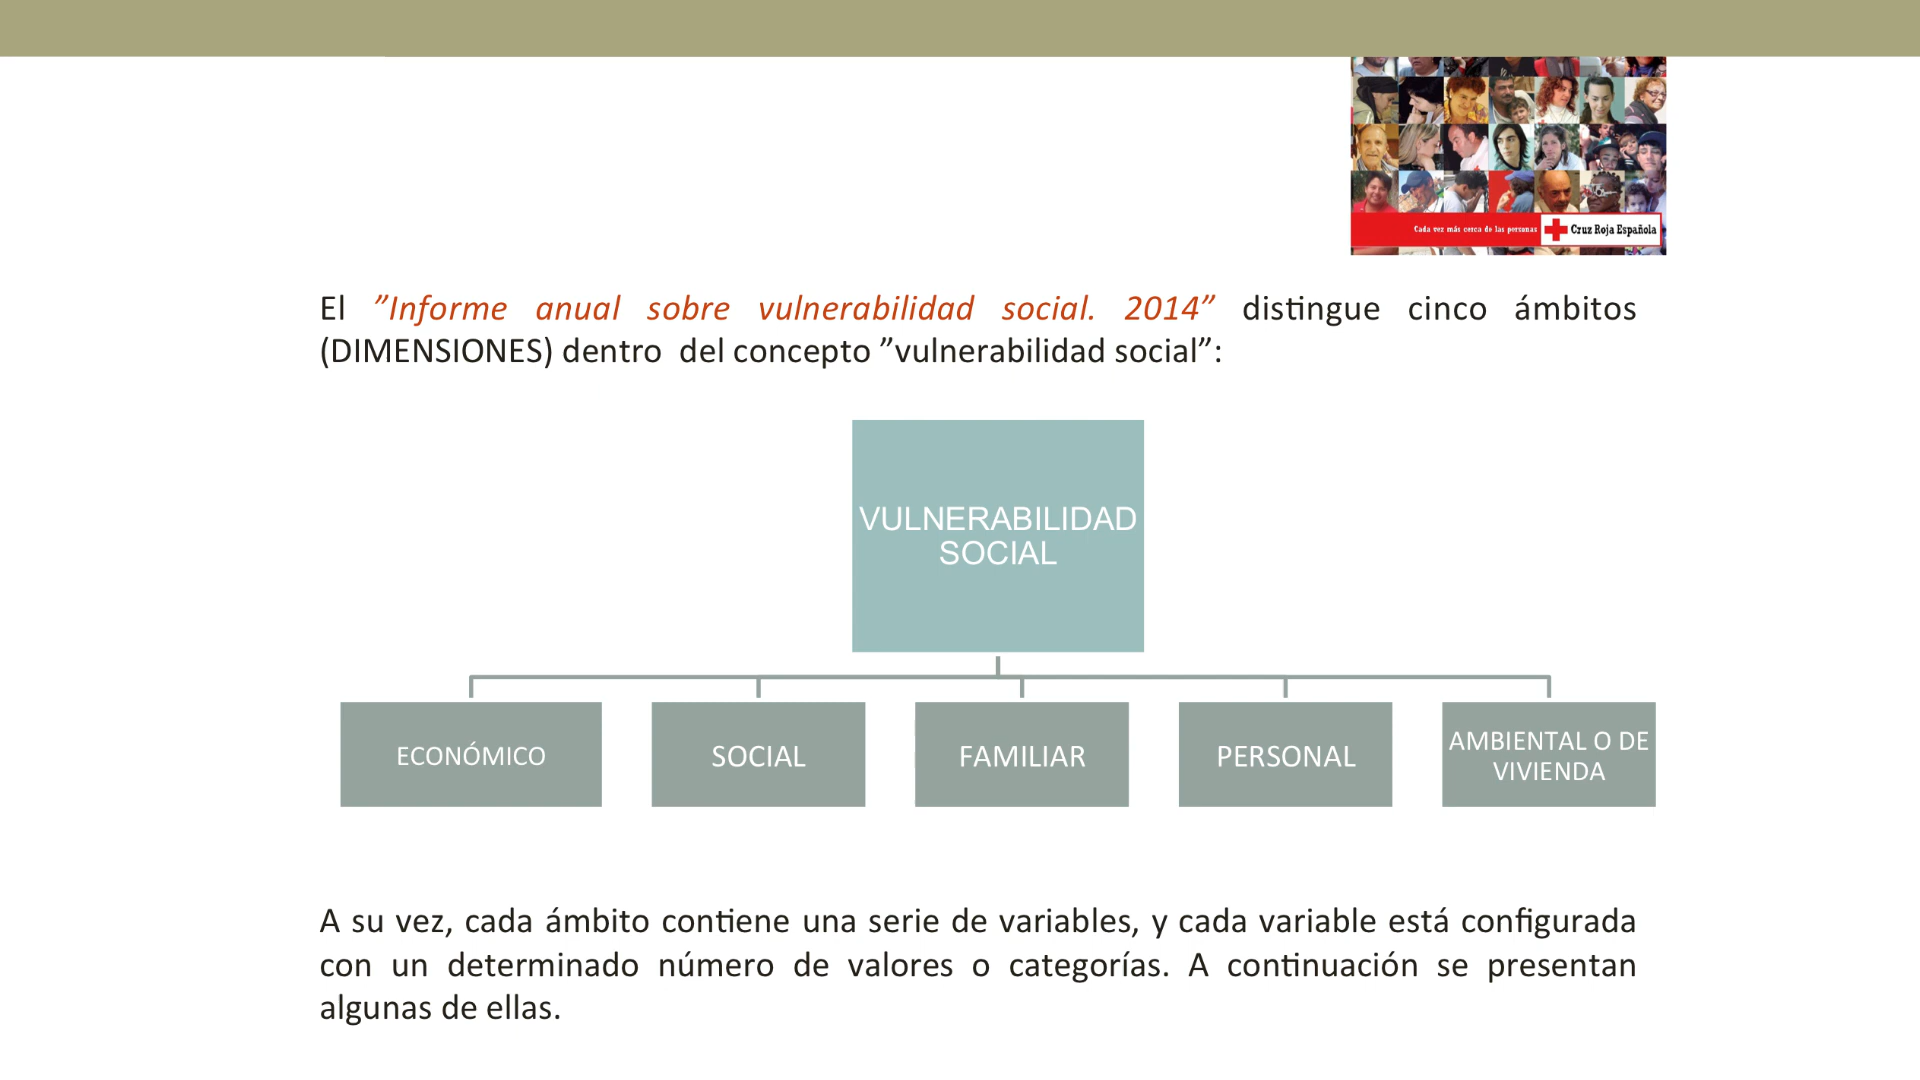 Cada vez más cerca de las personas
Cruz Roja Española
El ”Informe anual sobre vulnerabilidad social. 2014” distingue cinco ámbitos
(DIMENSIONES) dentro del concepto ”vulnerabilidad social”:
VULNERABILIDAD
SOCIAL
ECONÓMICO
SOCIAL
FAMILIAR
PERSONAL
AMBIENTAL O DE
VIVIENDA
A su vez, cada ámbito contiene una serie de variables, y cada variable está configurada
con un determinado número de valores o categorías. A continuación se presentan
algunas de ellas.